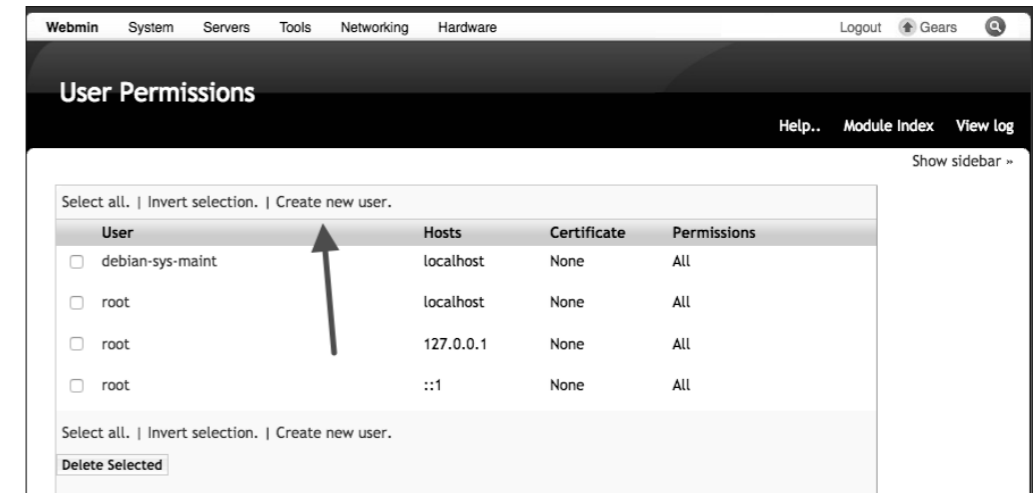 Webmin System Servers Tools Networking Hardware Logout Gears
User Permissions
Help.. Module Index View log
Show sidebar »
Select all. | Invert selection. | Create new user.
User Hosts Certificate Permissions
debian-sys-maint localhost None All
root localhost None All
root 127.0.0.1 None All
root ::1 None All
Select all. | Invert selection. | Create new user.
Delete Selected